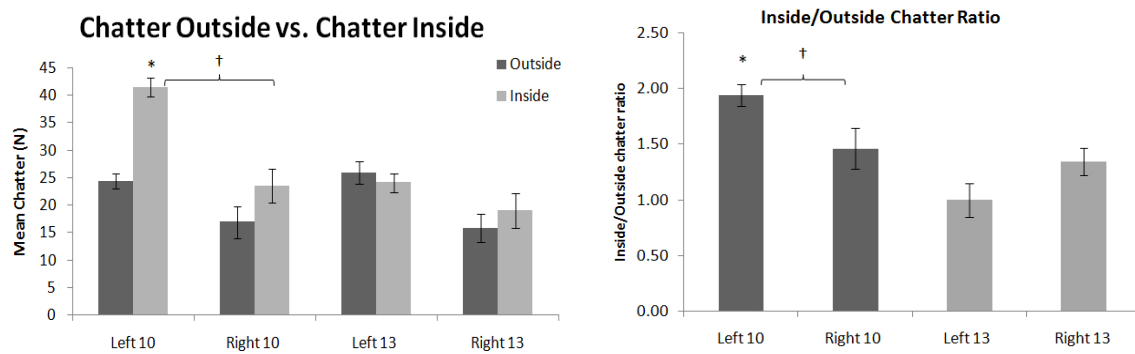 Chatter Outside vs. Chatter Inside
Mean Chatter (N)
45
40
35
30
25
20
15
10
5
0
*
†
Outside
Inside
Left 10
Right 10
Left 13
Right 13
Inside/Outside Chatter Ratio
Inside/Outside chatter ratio
2.50
2.00
1.50
1.00
0.50
0.00
*
†
Left 10
Right 10
Left 13
Right 13